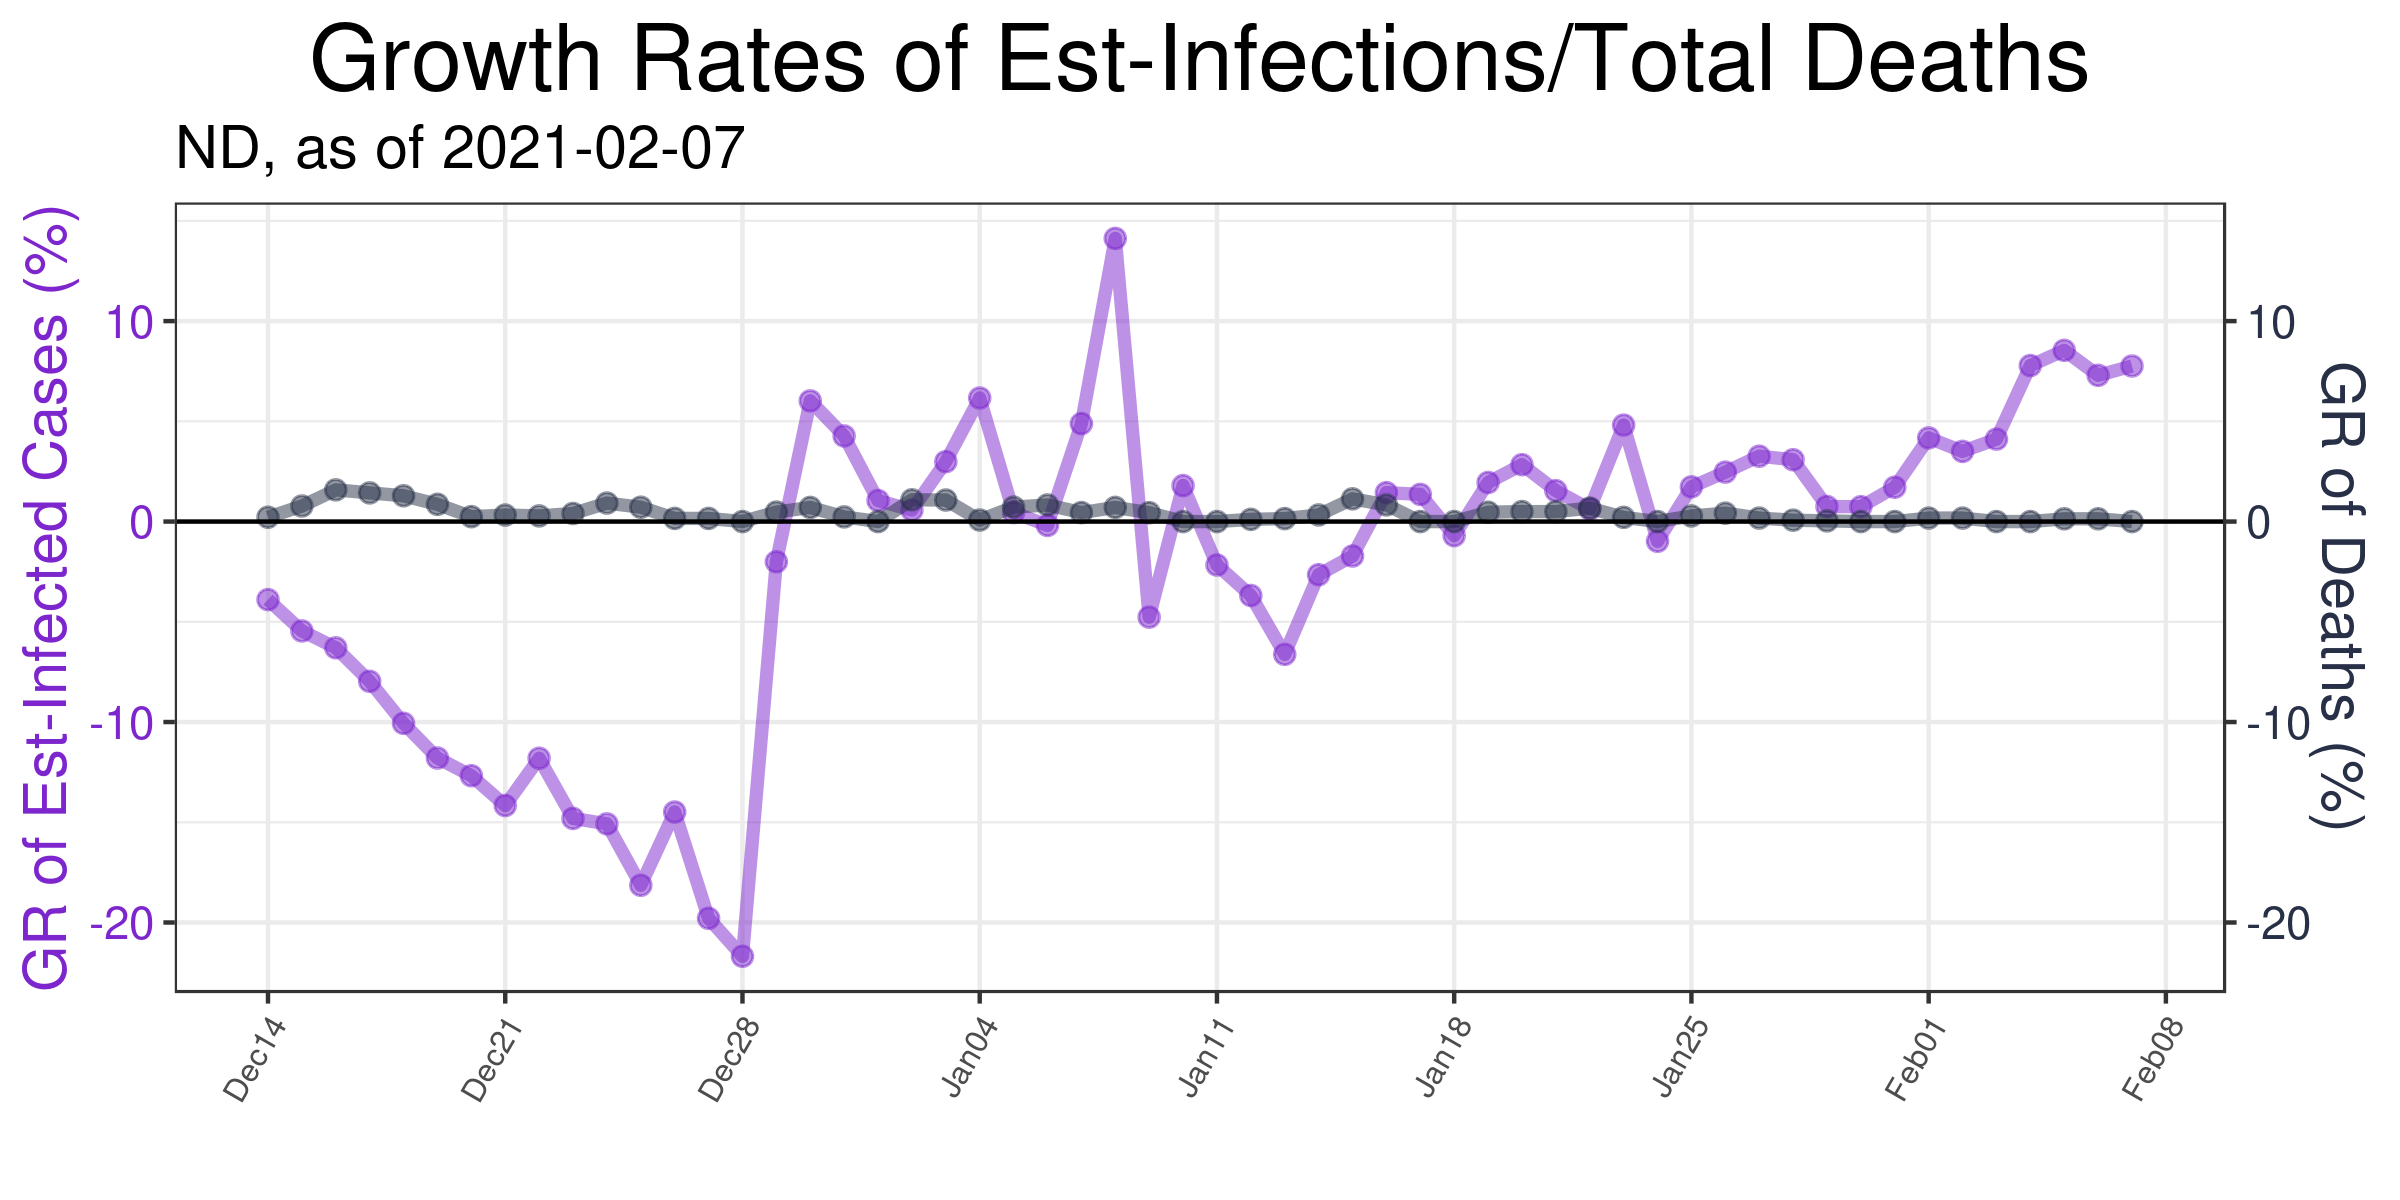 Growth Rates of Est-Infections/Total Deaths
ND, as of 2021-02-07
GR of Est-Infected Cases (%)
10
0
-10
-20
10
0
-10
-20
GR of Deaths (%)
Dec14
Dec21
Dec28
Jan04
Jan11
Jan18
Jan25
Feb01
Feb08